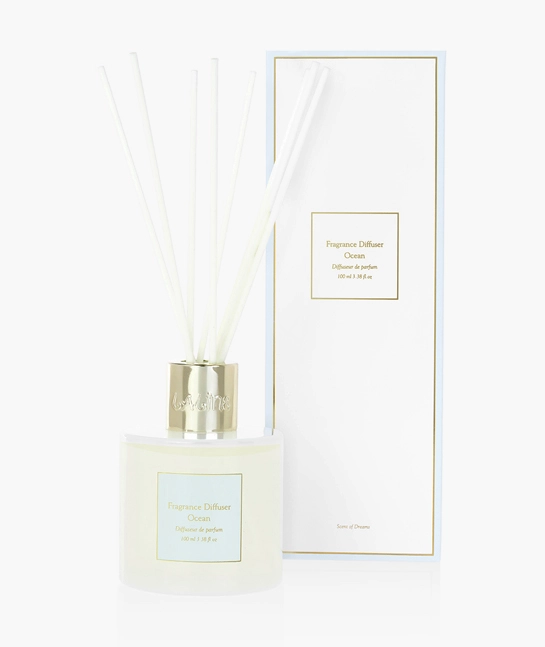 Fragrance Diffuser
Ocean
Diffuseur de parfum
100 ml 3 38 fl oz
Scene of Dreams
Fragrance Diffuser
Ocean
Diffuseur de parfum
100 ml 3 38 fl oz